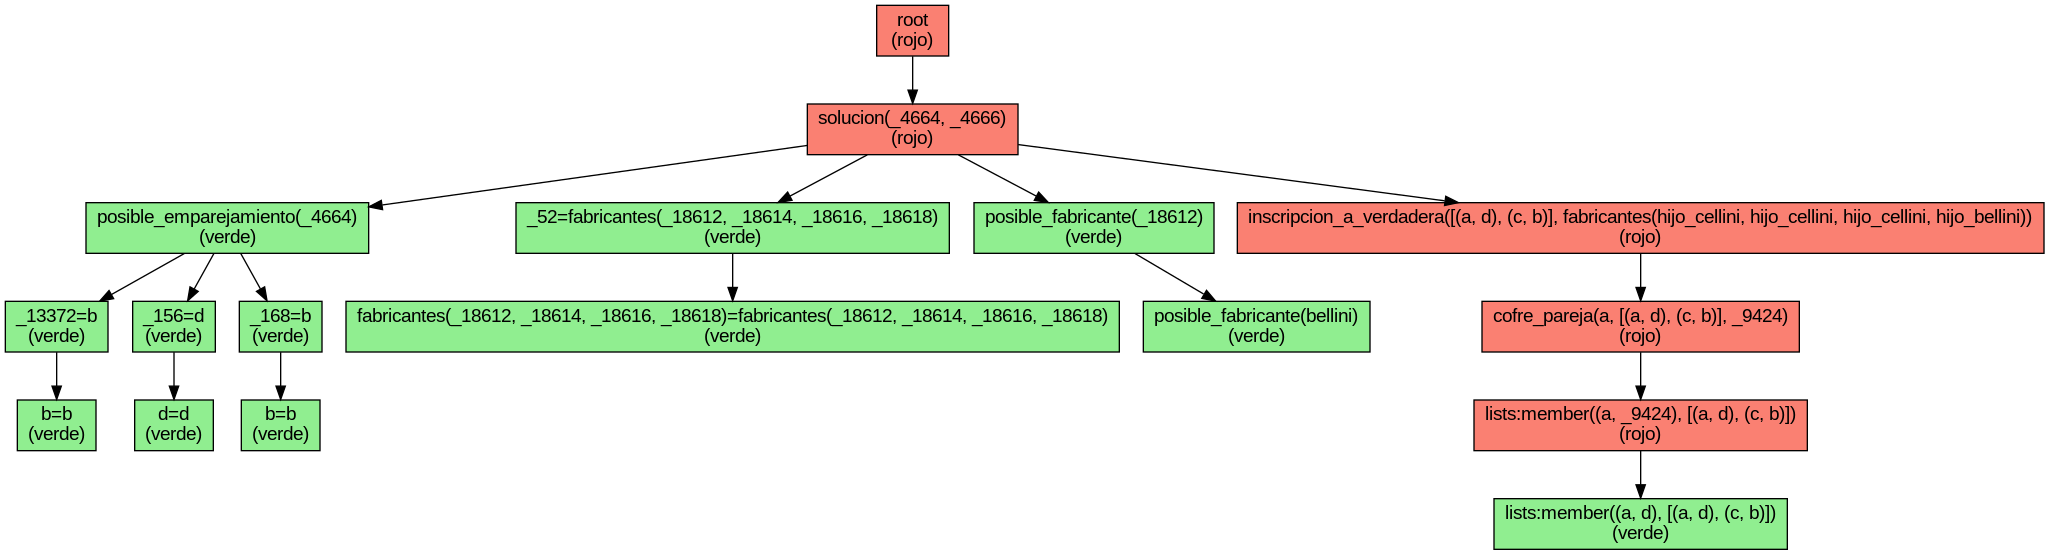 root
(rojo)
solucion(_4664, _4666)
(rojo)
posible_emparejamiento(_4664)
(verde)
_52=fabricantes(_18612, _18614, _18616, _18618)
(verde)
posible_fabricante(_18612)
(verde)
inscripcion_a_verdadera([(a, d), (c, b)], fabricantes(hijo_cellini, hijo_cellini, hijo_cellini, hijo_bellini))
(rojo)
_13372=b
(verde)
_156=d
(verde)
_168=b
(verde)
fabricantes(_18612, _18614, _18616, _18618)=fabricantes(_18612, _18614, _18616, _18618)
(verde)
posible_fabricante(bellini)
(verde)
cofre_pareja(a, [(a, d), (c, b)], _9424)
(rojo)
b=b
(verde)
d=d
(verde)
b=b
(verde)
lists:member((a, _9424), [(a, d), (c, b)])
(rojo)
lists:member((a, d), [(a, d), (c, b)])
(verde)